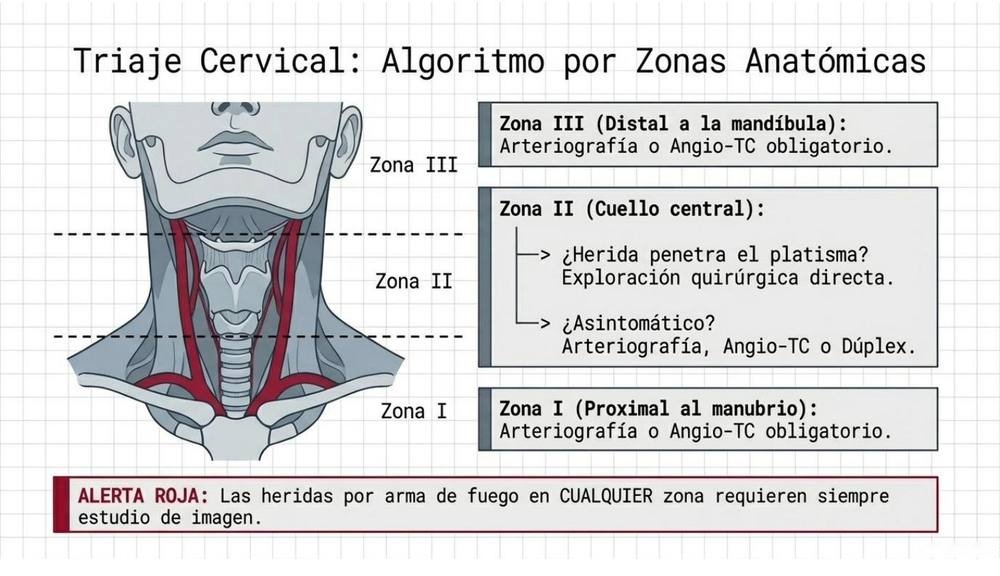 Triaje Cervical: Algoritmo por Zonas Anatómicas
Zona III
Zona II
Zona I
Zona III (Distal a la mandíbula):
Arteriografía o Angio-TC obligatorio.
Zona II (Cuello central):
¿Herida penetra el platisma?
Exploración quirúrgica directa.
¿Asintomático?
Arteriografía, Angio-TC o Dúplex.
Zona I (Proximal al manubrio):
Arteriografía o Angio-TC obligatorio.
ALERTA ROJA: Las heridas por arma de fuego en CUALQUIER zona requieren siempre
estudio de imagen.